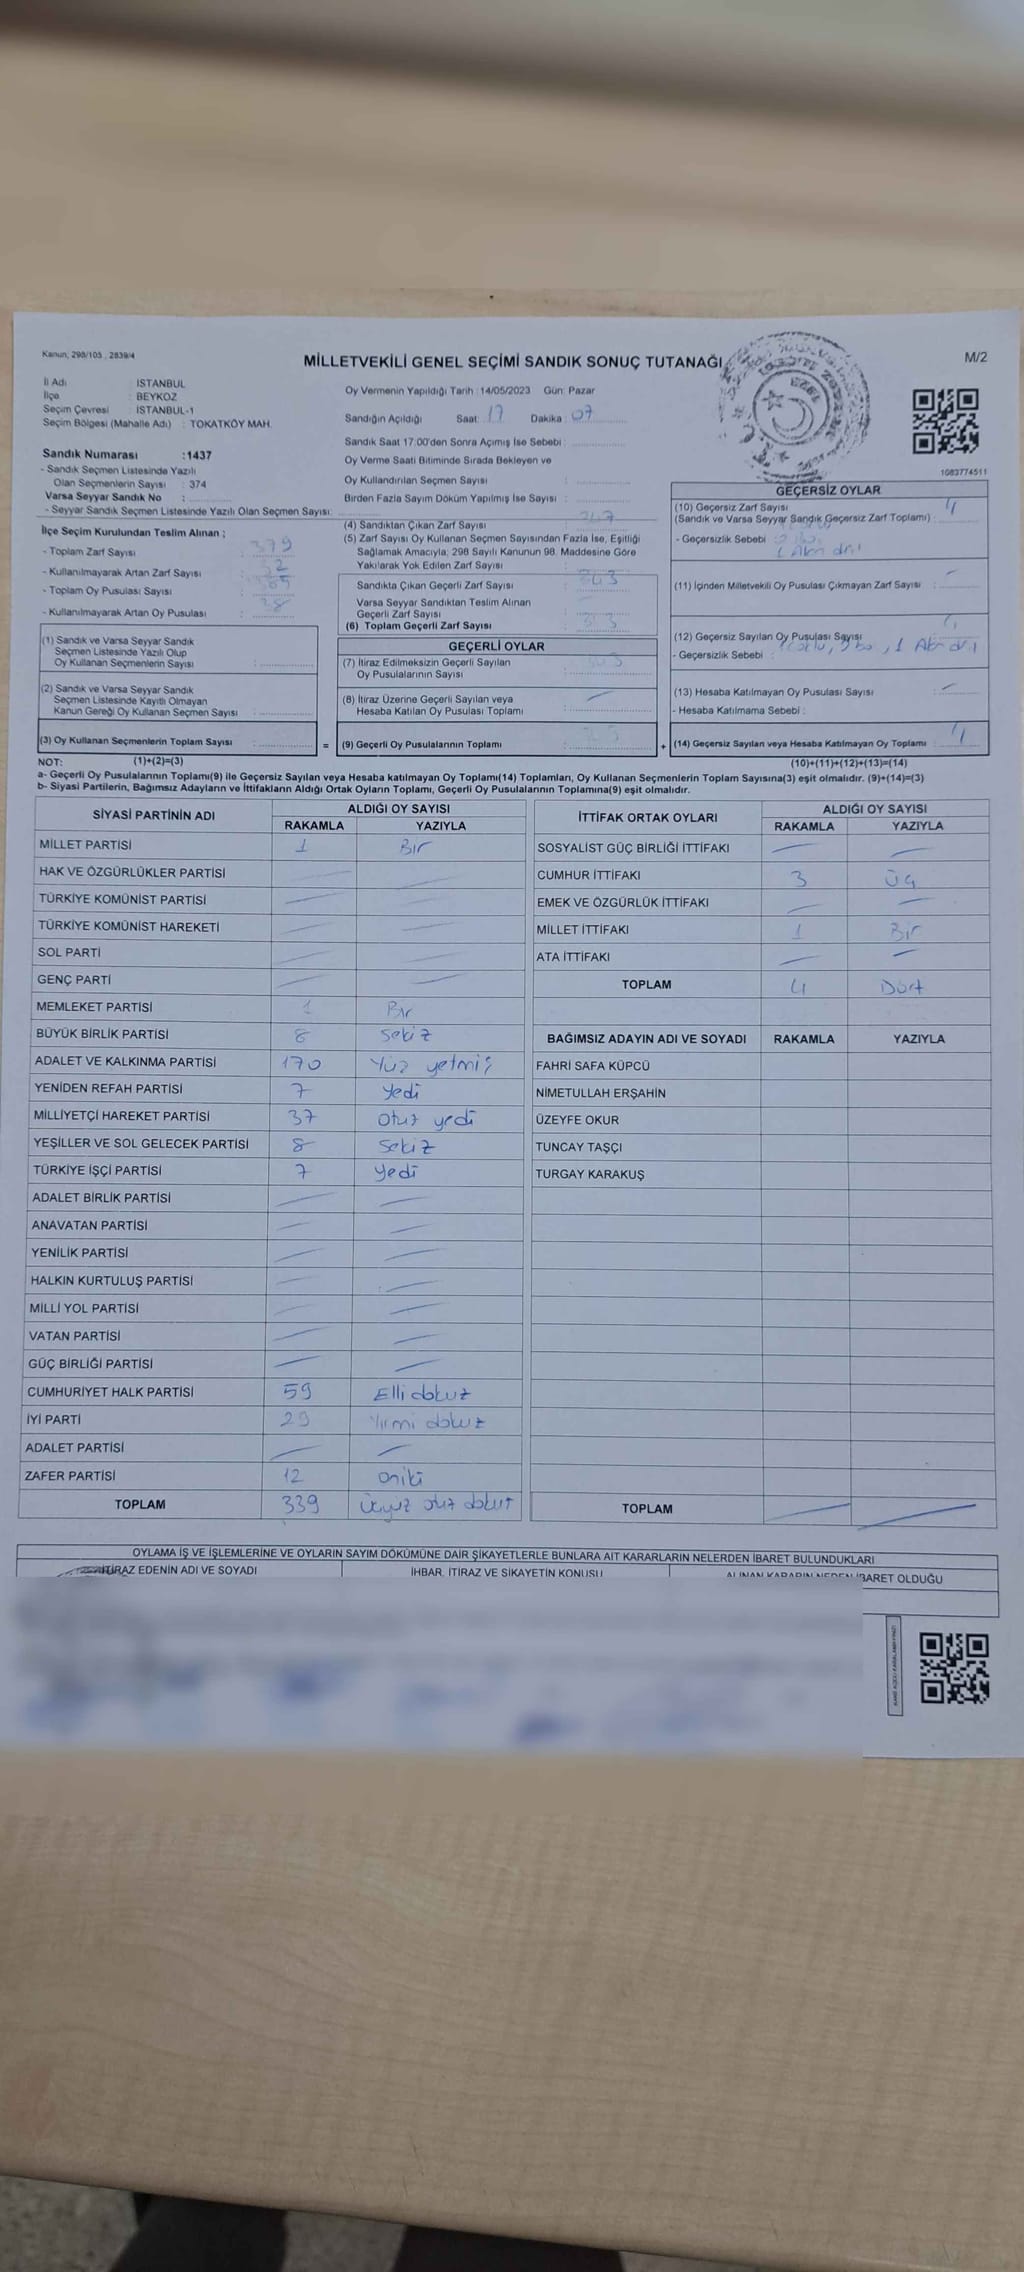 Kanun; 298/105 , 2839/4
MİLLETVEKİLİ GENEL SEÇİMİ SANDIK SONUÇ TUTANAĞI
M/2
İl Adı : İSTANBUL
İlçe : BEYKOZ
Seçim Çevresi : İSTANBUL-1
Seçim Bölgesi (Mahalle Adı) : TOKATKÖY MAH.
Oy Vermenin Yapıldığı Tarih :14/05/2023 Gün: Pazar
Sandığın Açıldığı Saat: 17 Dakika: 07
Sandık Saat 17:00'den Sonra Açılmış İse Sebebi :
Oy Verme Saati Bitiminde Sırada Bekleyen ve
Oy Kullandırılan Seçmen Sayısı :
Birden Fazla Sayım Döküm Yapılmış İse Sayısı :
1083774511
Sandık Numarası :1437
- Sandık Seçmen Listesinde Yazılı
Olan Seçmenlerin Sayısı : 374
Varsa Seyyar Sandık No :
- Seyyar Sandık Seçmen Listesinde Yazılı Olan Seçmen Sayısı:
İlçe Seçim Kurulundan Teslim Alınan ;
- Toplam Zarf Sayısı : 379
- Kullanılmayarak Artan Zarf Sayısı :
- Toplam Oy Pusulası Sayısı :
- Kullanılmayarak Artan Oy Pusulası :
(1) Sandık ve Varsa Seyyar Sandık
Seçmen Listesinde Yazılı Olup
Oy Kullanan Seçmenlerin Sayısı :
(2) Sandık ve Varsa Seyyar Sandık
Seçmen Listesinde Kayıtlı Olmayan
Kanun Gereği Oy Kullanan Seçmen Sayısı :
(3) Oy Kullanan Seçmenlerin Toplam Sayısı :
(4) Sandıktan Çıkan Zarf Sayısı :
(5) Zarf Sayısı Oy Kullanan Seçmen Sayısından Fazla İse, Eşitliği
Sağlamak Amacıyla; 298 Sayılı Kanunun 98. Maddesine Göre
Yakılarak Yok Edilen Zarf Sayısı :
Sandıkta Çıkan Geçerli Zarf Sayısı : 343
Varsa Seyyar Sandıktan Teslim Alınan
Geçerli Zarf Sayısı :
(6) Toplam Geçerli Zarf Sayısı :
GEÇERLİ OYLAR
(7) İtiraz Edilmeksizin Geçerli Sayılan
Oy Pusulalarının Sayısı :
(8) İtiraz Üzerine Geçerli Sayılan veya
Hesaba Katılan Oy Pusulası Toplamı :
= (9) Geçerli Oy Pusulalarının Toplamı :
GEÇERSİZ OYLAR
(10) Geçersiz Zarf Sayısı
(Sandık ve Varsa Seyyar Sandık Geçersiz Zarf Toplamı) : 4
- Geçersizlik Sebebi :
(11) İçinden Milletvekili Oy Pusulası Çıkmayan Zarf Sayısı :
(12) Geçersiz Sayılan Oy Pusulası Sayısı :
- Geçersizlik Sebebi :
(13) Hesaba Katılmayan Oy Pusulası Sayısı :
- Hesaba Katılmama Sebebi :
+ (14) Geçersiz Sayılan veya Hesaba Katılmayan Oy Toplamı : 4
NOT: (1)+(2)=(3) (10)+(11)+(12)+(13)=(14)
a- Geçerli Oy Pusulalarının Toplamı(9) ile Geçersiz Sayılan veya Hesaba katılmayan Oy Toplamı(14) Toplamları, Oy Kullanan Seçmenlerin Toplam Sayısına(3) eşit olmalıdır. (9)+(14)=(3)
b- Siyasi Partilerin, Bağımsız Adayların ve İttifakların Aldığı Ortak Oyların Toplamı, Geçerli Oy Pusulalarının Toplamına(9) eşit olmalıdır.
SİYASİ PARTİNİN ADI ALDIĞI OY SAYISI
RAKAMLA YAZIYLA
MİLLET PARTİSİ 1 Bir
HAK VE ÖZGÜRLÜKLER PARTİSİ
TÜRKİYE KOMÜNİST PARTİSİ
TÜRKİYE KOMÜNİST HAREKETİ
SOL PARTİ
GENÇ PARTİ
MEMLEKET PARTİSİ 1 Bir
BÜYÜK BİRLİK PARTİSİ 8 Sekiz
ADALET VE KALKINMA PARTİSİ 170 Yüz yetmiş
YENİDEN REFAH PARTİSİ 7 Yedi
MİLLİYETÇİ HAREKET PARTİSİ 37 Otuz yedi
YEŞİLLER VE SOL GELECEK PARTİSİ 8 Sekiz
TÜRKİYE İŞÇİ PARTİSİ 7 Yedi
ADALET BİRLİK PARTİSİ
ANAVATAN PARTİSİ
YENİLİK PARTİSİ
HALKIN KURTULUŞ PARTİSİ
MİLLİ YOL PARTİSİ
VATAN PARTİSİ
GÜÇ BİRLİĞİ PARTİSİ
CUMHURİYET HALK PARTİSİ 59 Elli dokuz
İYİ PARTİ 29 Yirmi dokuz
ADALET PARTİSİ
ZAFER PARTİSİ 12 Oniki
TOPLAM 339 Üçyüz otuz dokuz
İTTİFAK ORTAK OYLARI ALDIĞI OY SAYISI
RAKAMLA YAZIYLA
SOSYALİST GÜÇ BİRLİĞİ İTTİFAKI
CUMHUR İTTİFAKI 3 Üç
EMEK VE ÖZGÜRLÜK İTTİFAKI
MİLLET İTTİFAKI 1 Bir
ATA İTTİFAKI
TOPLAM 4 Dört
BAĞIMSIZ ADAYIN ADI VE SOYADI RAKAMLA YAZIYLA
FAHRİ SAFA KÜPCÜ
NİMETULLAH ERŞAHİN
ÜZEYFE OKUR
TUNCAY TAŞÇI
TURGAY KARAKUŞ
TOPLAM
OYLAMA İŞ VE İŞLEMLERİNE VE OYLARIN SAYIM DÖKÜMÜNE DAİR ŞİKAYETLERLE BUNLARA AİT KARARLARIN NELERDEN İBARET BULUNDUKLARI
İTİRAZ EDENİN ADI VE SOYADI İHBAR, İTİRAZ VE ŞİKAYETİN KONUSU ALINAN KARARIN NEDEN İBARET OLDUĞU